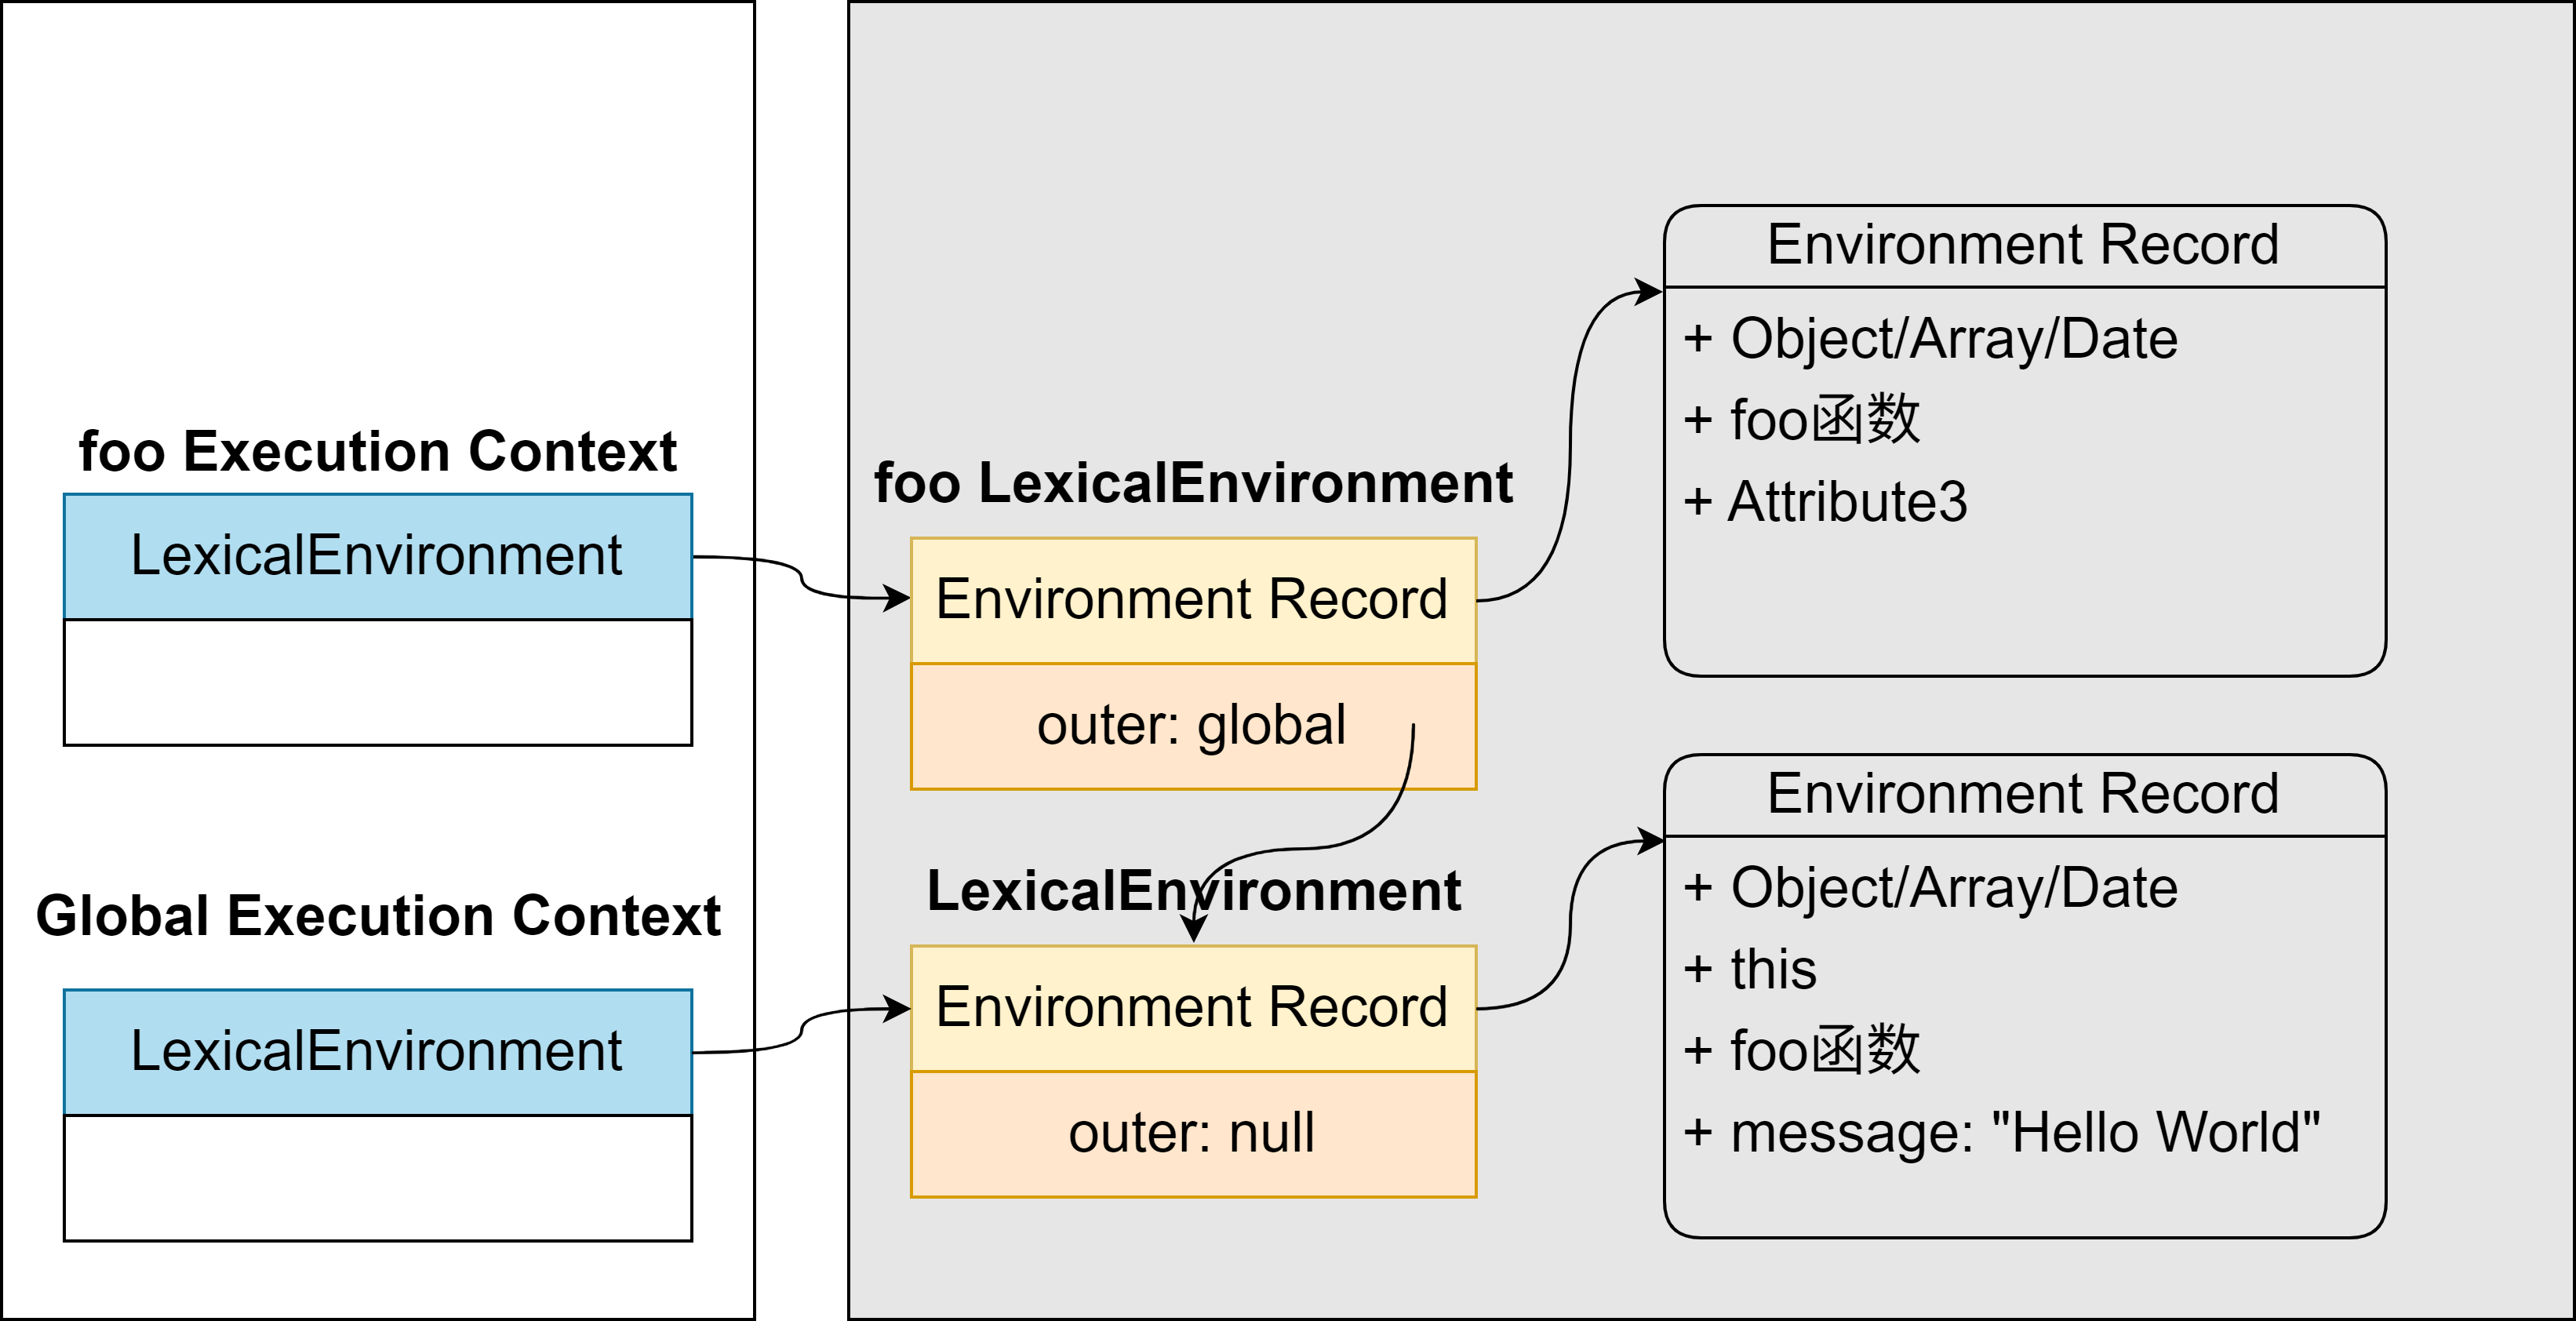 foo Execution Context
LexicalEnvironment
Global Execution Context
LexicalEnvironment
foo LexicalEnvironment
Environment Record
outer: global
LexicalEnvironment
Environment Record
outer: null
Environment Record
+ Object/Array/Date
+ foo函数
+ Attribute3
Environment Record
+ Object/Array/Date
+ this
+ foo函数
+ message: "Hello World"